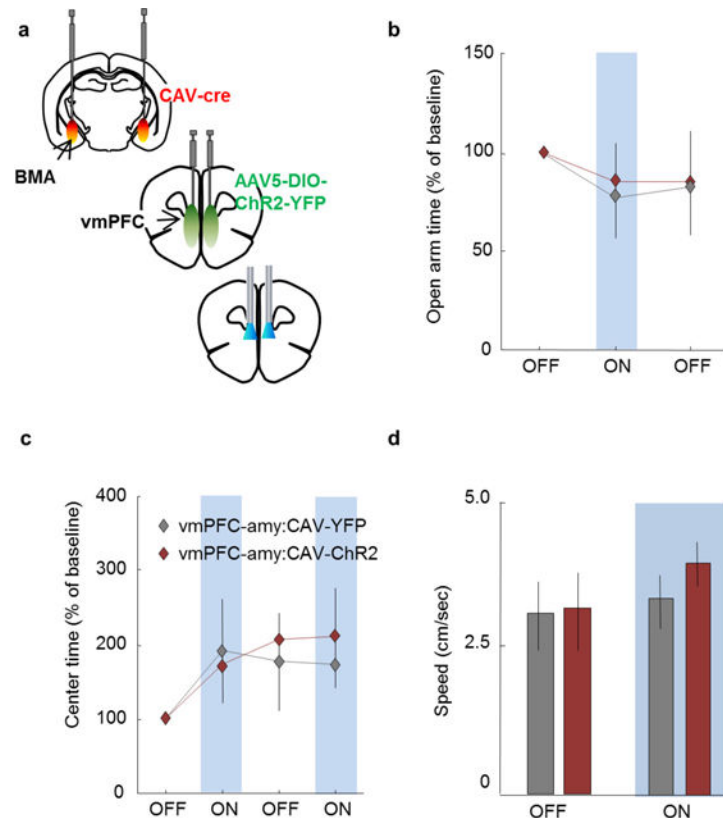 a
CAV-cre
BMA
AAV5-DIO-
ChR2-YFP
vmPFC
b
Open arm time (% of baseline)
150
100
50
0
OFF ON OFF
c
Center time (% of baseline)
400
300
200
100
0
vmPFC-amy:CAV-YFP
vmPFC-amy:CAV-ChR2
OFF ON OFF ON
d
Speed (cm/sec)
5.0
2.5
0
OFF ON